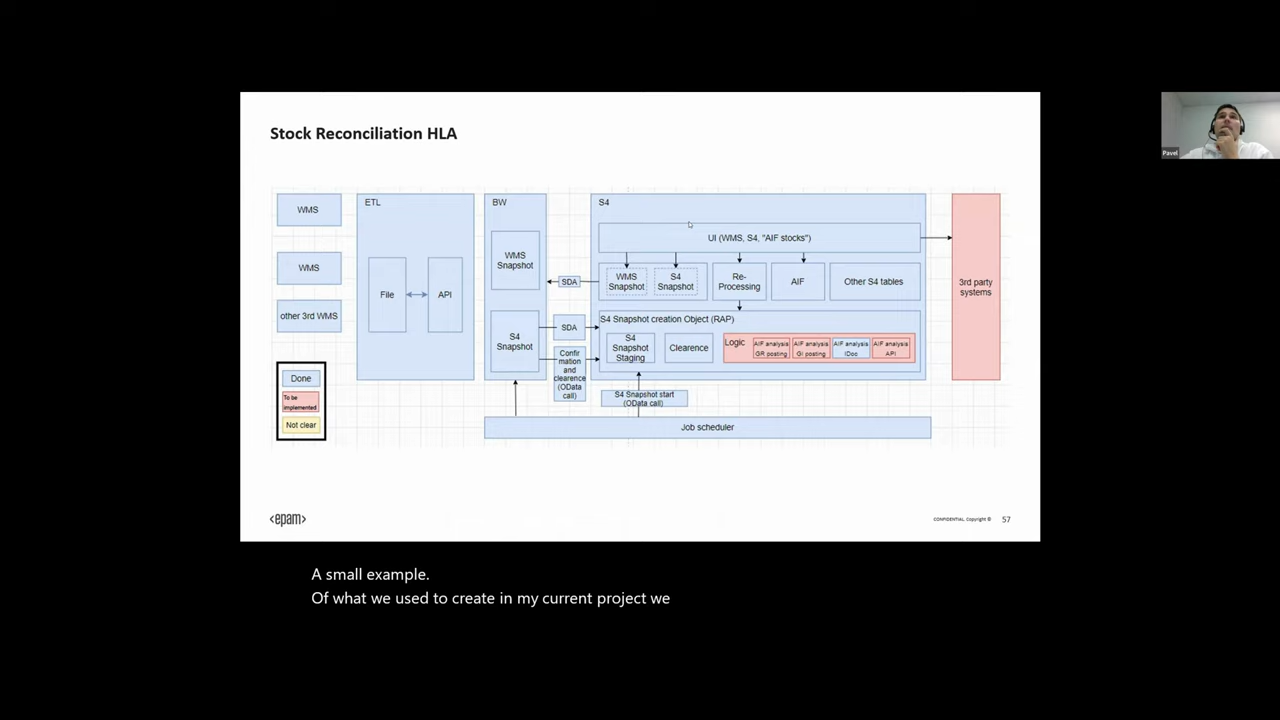 Stock Reconciliation HLA
WMS
WMS
other 3rd WMS
Done
To be
implemented
Not clear
ETL
File
API
BW
WMS
Snapshot
S4
Snapshot
SDA
SDA
Confir
mation
and
clearence
(OData
call)
S4
UI (WMS, S4, "AIF stocks")
WMS
Snapshot
S4
Snapshot
Re-
Processing
AIF
Other S4 tables
S4 Snapshot creation Object (RAP)
S4
Snapshot
Staging
Clearence
Logic
AIF analysis
GR posting
AIF analysis
GI posting
AIF analysis
IDoc
AIF analysis
API
S4 Snapshot start
(OData call)
Job scheduler
3rd party
systems
<epam>
CONFIDENTIAL. Copyright ©
57
Pavel
A small example.
Of what we used to create in my current project we